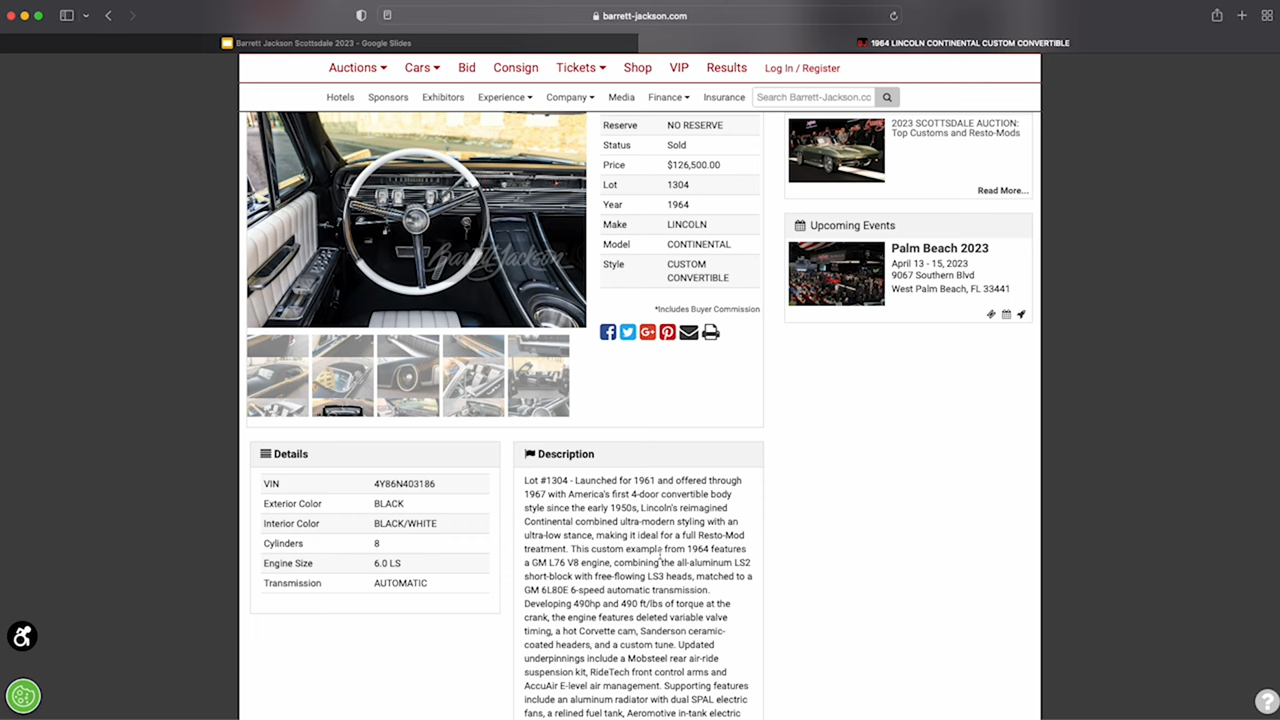 barrett-jackson.com
Barrett Jackson Scottsdale 2023 - Google Slides
1964 LINCOLN CONTINENTAL CUSTOM CONVERTIBLE
Auctions Cars Bid Consign Tickets Shop VIP Results Log In / Register
Hotels Sponsors Exhibitors Experience Company Media Finance Insurance Search Barrett-Jackson.cc
Barrett-Jackson
Reserve NO RESERVE
Status Sold
Price $126,500.00
Lot 1304
Year 1964
Make LINCOLN
Model CONTINENTAL
Style CUSTOM
CONVERTIBLE
*Includes Buyer Commission
2023 SCOTTSDALE AUCTION:
Top Customs and Resto-Mods
Read More...
Upcoming Events
Palm Beach 2023
April 13 - 15, 2023
9067 Southern Blvd
West Palm Beach, FL 33441
Details
VIN 4Y86N403186
Exterior Color BLACK
Interior Color BLACK/WHITE
Cylinders 8
Engine Size 6.0 LS
Transmission AUTOMATIC
Description
Lot #1304 - Launched for 1961 and offered through
1967 with America's first 4-door convertible body
style since the early 1950s, Lincoln's reimagined
Continental combined ultra-modern styling with an
ultra-low stance, making it ideal for a full Resto-Mod
treatment. This custom example from 1964 features
a GM L76 V8 engine, combining the all-aluminum LS2
short-block with free-flowing LS3 heads, matched to a
GM 6L80E 6-speed automatic transmission.
Developing 490hp and 490 ft/lbs of torque at the
crank, the engine features deleted variable valve
timing, a hot Corvette cam, Sanderson ceramic-
coated headers, and a custom tune. Updated
underpinnings include a Mobsteel rear air-ride
suspension kit, RideTech front control arms and
AccuAir E-level air management. Supporting features
include an aluminum radiator with dual SPAL electric
fans, a relined fuel tank, Aeromotive in-tank electric